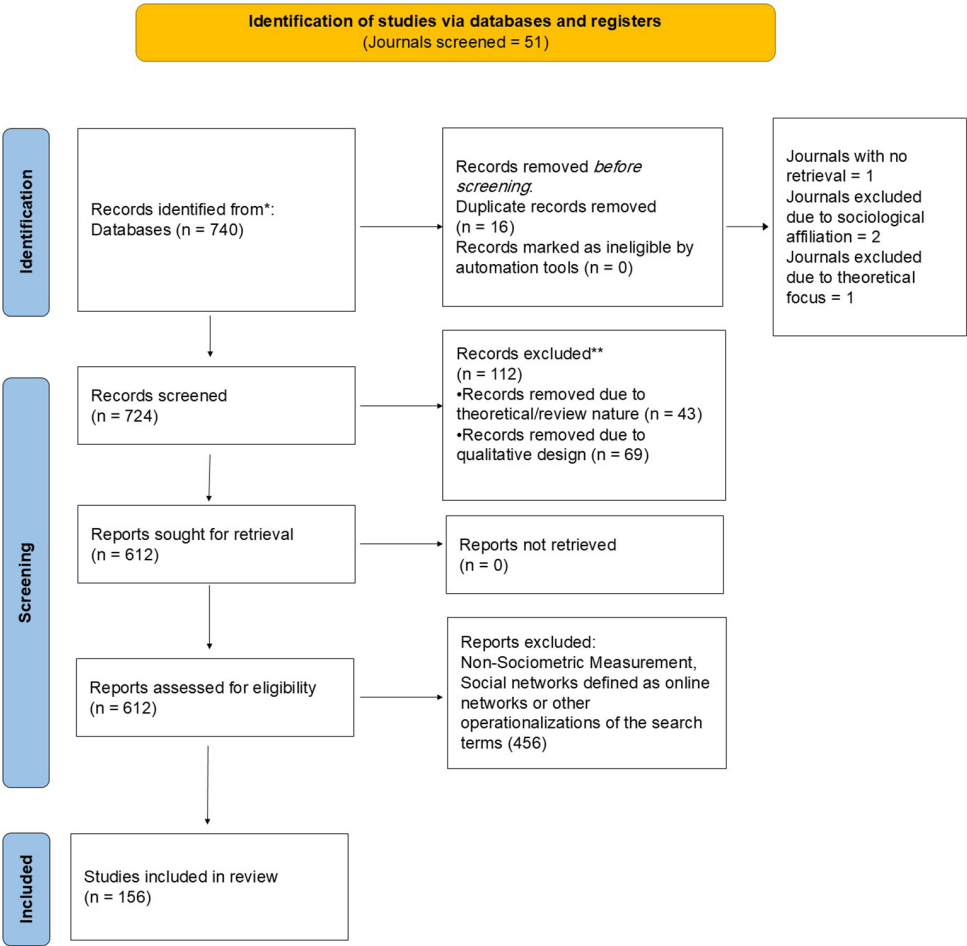 Identification of studies via databases and registers
(Journals screened = 51)
Identification
Records identified from*:
Databases (n = 740)
Records removed before
screening:
Duplicate records removed
(n = 16)
Records marked as ineligible by
automation tools (n = 0)
Journals with no
retrieval = 1
Journals excluded
due to sociological
affiliation = 2
Journals excluded
due to theoretical
focus = 1
Screening
Records screened
(n = 724)
Records excluded**
(n = 112)
•Records removed due to
theoretical/review nature (n = 43)
•Records removed due to
qualitative design (n = 69)
Reports sought for retrieval
(n = 612)
Reports not retrieved
(n = 0)
Reports assessed for eligibility
(n = 612)
Reports excluded:
Non-Sociometric Measurement,
Social networks defined as online
networks or other
operationalizations of the search
terms (456)
Included
Studies included in review
(n = 156)